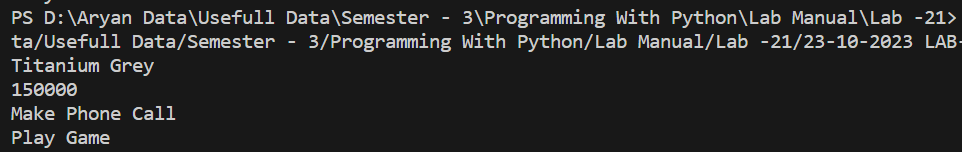 PS D:\Aryan Data\Usefull Data\Semester - 3\Programming With Python\Lab Manual\Lab -21>
ta/Usefull Data/Semester - 3/Programming With Python/Lab Manual/Lab -21/23-10-2023 LAB-
Titanium Grey
150000
Make Phone Call
Play Game